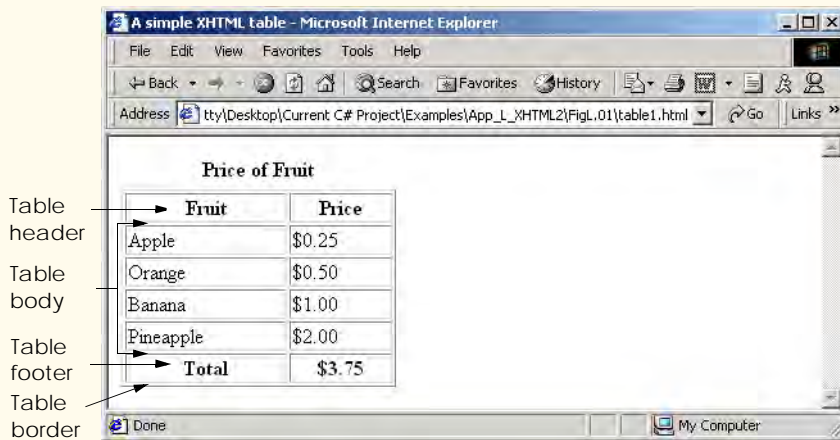 A simple XHTML table - Microsoft Internet Explorer
File Edit View Favorites Tools Help
Back Search Favorites History
Address tty\Desktop\Current C# Project\Examples\App_L_XHTML2\FigL.01\table1.html Go Links »
Price of Fruit
Table
header
Fruit Price
Apple $0.25
Table
body
Orange $0.50
Banana $1.00
Pineapple $2.00
Table
footer
Total $3.75
Table
border
Done My Computer